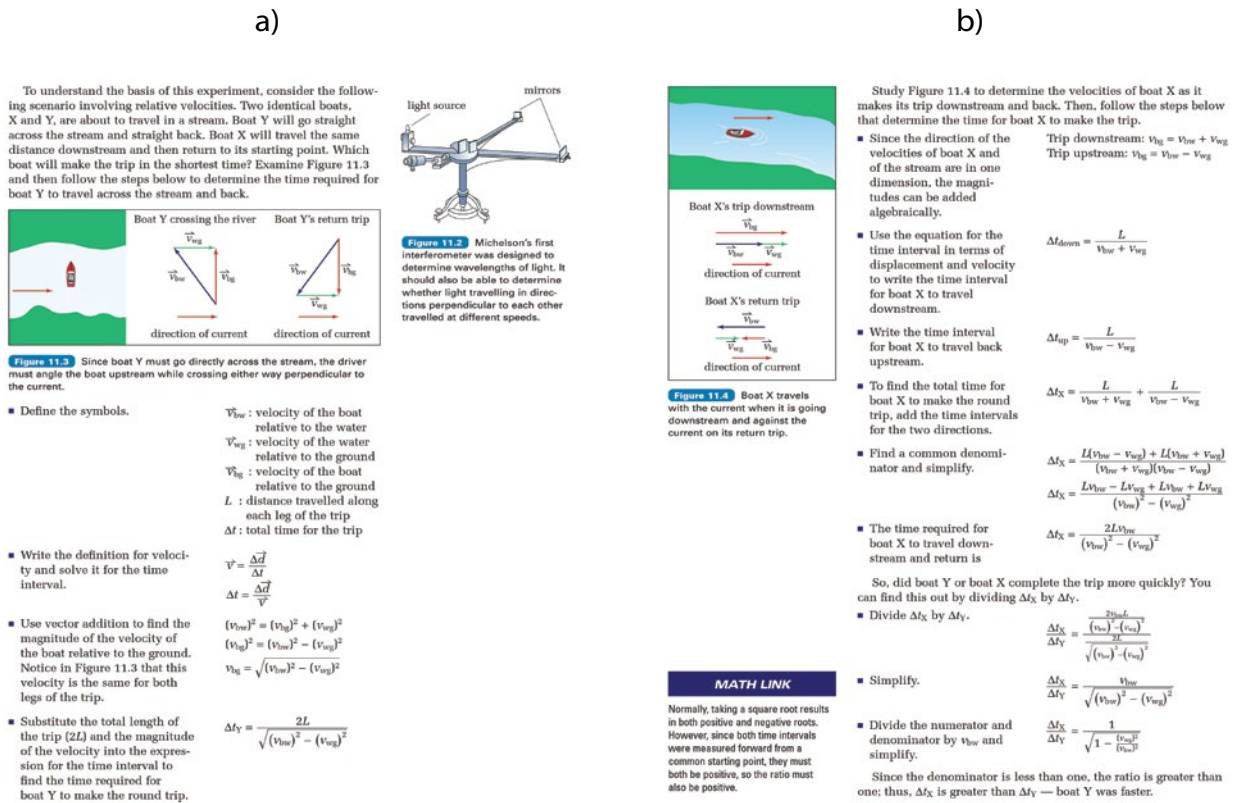 a)
To understand the basis of this experiment, consider the follow-
ing scenario involving relative velocities. Two identical boats,
X and Y, are about to travel in a stream. Boat Y will go straight
across the stream and straight back. Boat X will travel the same
distance downstream and then return to its starting point. Which
boat will make the trip in the shortest time? Examine Figure 11.3
and then follow the steps below to determine the time required for
boat Y to travel across the stream and back.
light source
mirrors
Figure 11.2 Michelson's first
interferometer was designed to
determine wavelengths of light. It
should also be able to determine
whether light travelling in direc-
tions perpendicular to each other
travelled at different speeds.
Boat Y crossing the river
v⃗wg
v⃗bw
v⃗bg
direction of current
Boat Y's return trip
v⃗bw
v⃗bg
v⃗wg
direction of current
Figure 11.3 Since boat Y must go directly across the stream, the driver
must angle the boat upstream while crossing either way perpendicular to
the current.
▪ Define the symbols.
v⃗bw : velocity of the boat
relative to the water
v⃗wg : velocity of the water
relative to the ground
v⃗bg : velocity of the boat
relative to the ground
L : distance travelled along
each leg of the trip
Δt : total time for the trip
▪ Write the definition for veloci-
ty and solve it for the time
interval.
v⃗ = Δd⃗/Δt
Δt = Δd⃗/v⃗
▪ Use vector addition to find the
magnitude of the velocity of
the boat relative to the ground.
Notice in Figure 11.3 that this
velocity is the same for both
legs of the trip.
(vbw)² = (vbg)² + (vwg)²
(vbg)² = (vbw)² − (vwg)²
vbg = √((vbw)² − (vwg)²)
▪ Substitute the total length of
the trip (2L) and the magnitude
of the velocity into the expres-
sion for the time interval to
find the time required for
boat Y to make the round trip.
ΔtY = 2L/√((vbw)² − (vwg)²)
b)
Boat X's trip downstream
v⃗bg
v⃗bw
v⃗wg
direction of current
Boat X's return trip
v⃗bw
v⃗wg
v⃗bg
direction of current
Figure 11.4 Boat X travels
with the current when it is going
downstream and against the
current on its return trip.
Study Figure 11.4 to determine the velocities of boat X as it
makes its trip downstream and back. Then, follow the steps below
that determine the time for boat X to make the trip.
▪ Since the direction of the
velocities of boat X and
of the stream are in one
dimension, the magni-
tudes can be added
algebraically.
Trip downstream: vbg = vbw + vwg
Trip upstream: vbg = vbw − vwg
▪ Use the equation for the
time interval in terms of
displacement and velocity
to write the time interval
for boat X to travel
downstream.
Δtdown = L/(vbw + vwg)
▪ Write the time interval
for boat X to travel back
upstream.
Δtup = L/(vbw − vwg)
▪ To find the total time for
boat X to make the round
trip, add the time intervals
for the two directions.
ΔtX = L/(vbw + vwg) + L/(vbw − vwg)
▪ Find a common denomi-
nator and simplify.
ΔtX = (L(vbw − vwg) + L(vbw + vwg))/((vbw + vwg)(vbw − vwg))
ΔtX = (Lvbw − Lvwg + Lvbw + Lvwg)/((vbw)² − (vwg)²)
▪ The time required for
boat X to travel down-
stream and return is
ΔtX = 2Lvbw/((vbw)² − (vwg)²)
So, did boat Y or boat X complete the trip more quickly? You
can find this out by dividing ΔtX by ΔtY.
▪ Divide ΔtX by ΔtY.
ΔtX/ΔtY = (2vbwL/((vbw)² − (vwg)²))/(2L/√((vbw)² − (vwg)²))
▪ Simplify.
ΔtX/ΔtY = vbw/√((vbw)² − (vwg)²)
▪ Divide the numerator and
denominator by vbw and
simplify.
ΔtX/ΔtY = 1/√(1 − (vwg)²/(vbw)²)
Since the denominator is less than one, the ratio is greater than
one; thus, ΔtX is greater than ΔtY — boat Y was faster.
MATH LINK
Normally, taking a square root results
in both positive and negative roots.
However, since both time intervals
were measured forward from a
common starting point, they must
both be positive, so the ratio must
also be positive.